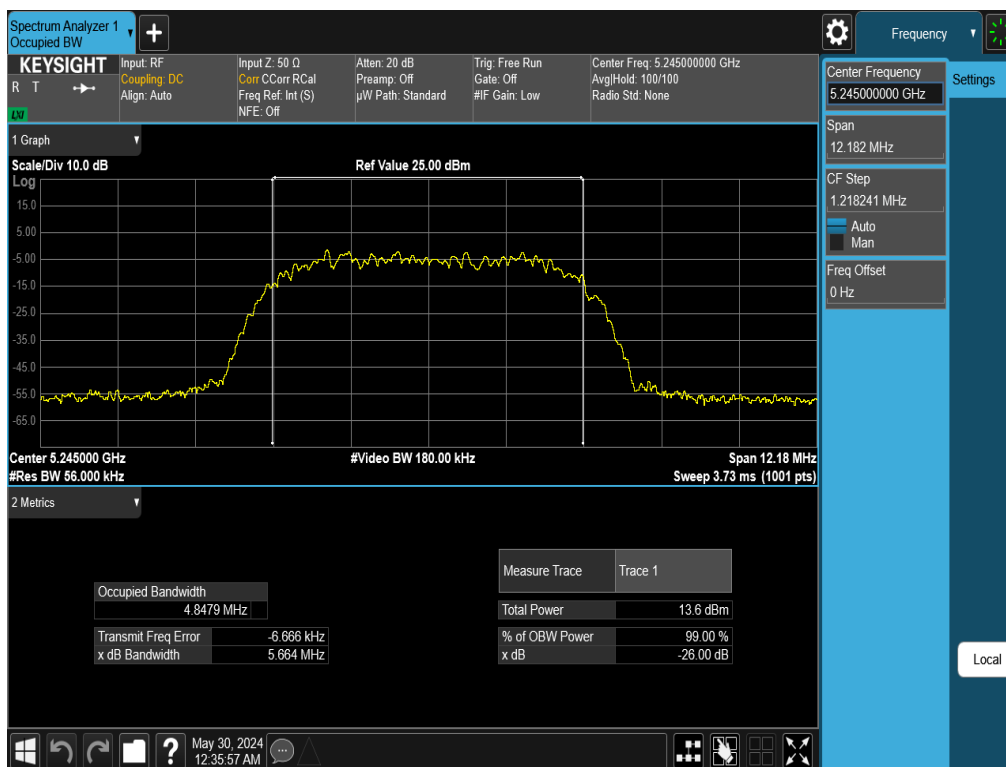 Spectrum Analyzer 1
Occupied BW
+
Frequency
KEYSIGHT
R T
LXI
Input: RF
Coupling: DC
Align: Auto
Input Z: 50 Ω
Corr CCorr RCal
Freq Ref: Int (S)
NFE: Off
Atten: 20 dB
Preamp: Off
µW Path: Standard
Trig: Free Run
Gate: Off
#IF Gain: Low
Center Freq: 5.245000000 GHz
Avg|Hold: 100/100
Radio Std: None
Center Frequency
5.245000000 GHz
Settings
Span
12.182 MHz
CF Step
1.218241 MHz
Auto
Man
Freq Offset
0 Hz
Local
1 Graph
Scale/Div 10.0 dB
Ref Value 25.00 dBm
Log
15.0
5.00
-5.00
-15.0
-25.0
-35.0
-45.0
-55.0
-65.0
Center 5.245000 GHz
#Video BW 180.00 kHz
Span 12.18 MHz
#Res BW 56.000 kHz
Sweep 3.73 ms (1001 pts)
2 Metrics
Measure Trace Trace 1
Occupied Bandwidth
4.8479 MHz
Total Power 13.6 dBm
Transmit Freq Error -6.666 kHz
% of OBW Power 99.00 %
x dB Bandwidth 5.664 MHz
x dB -26.00 dB
?
May 30, 2024
12:35:57 AM